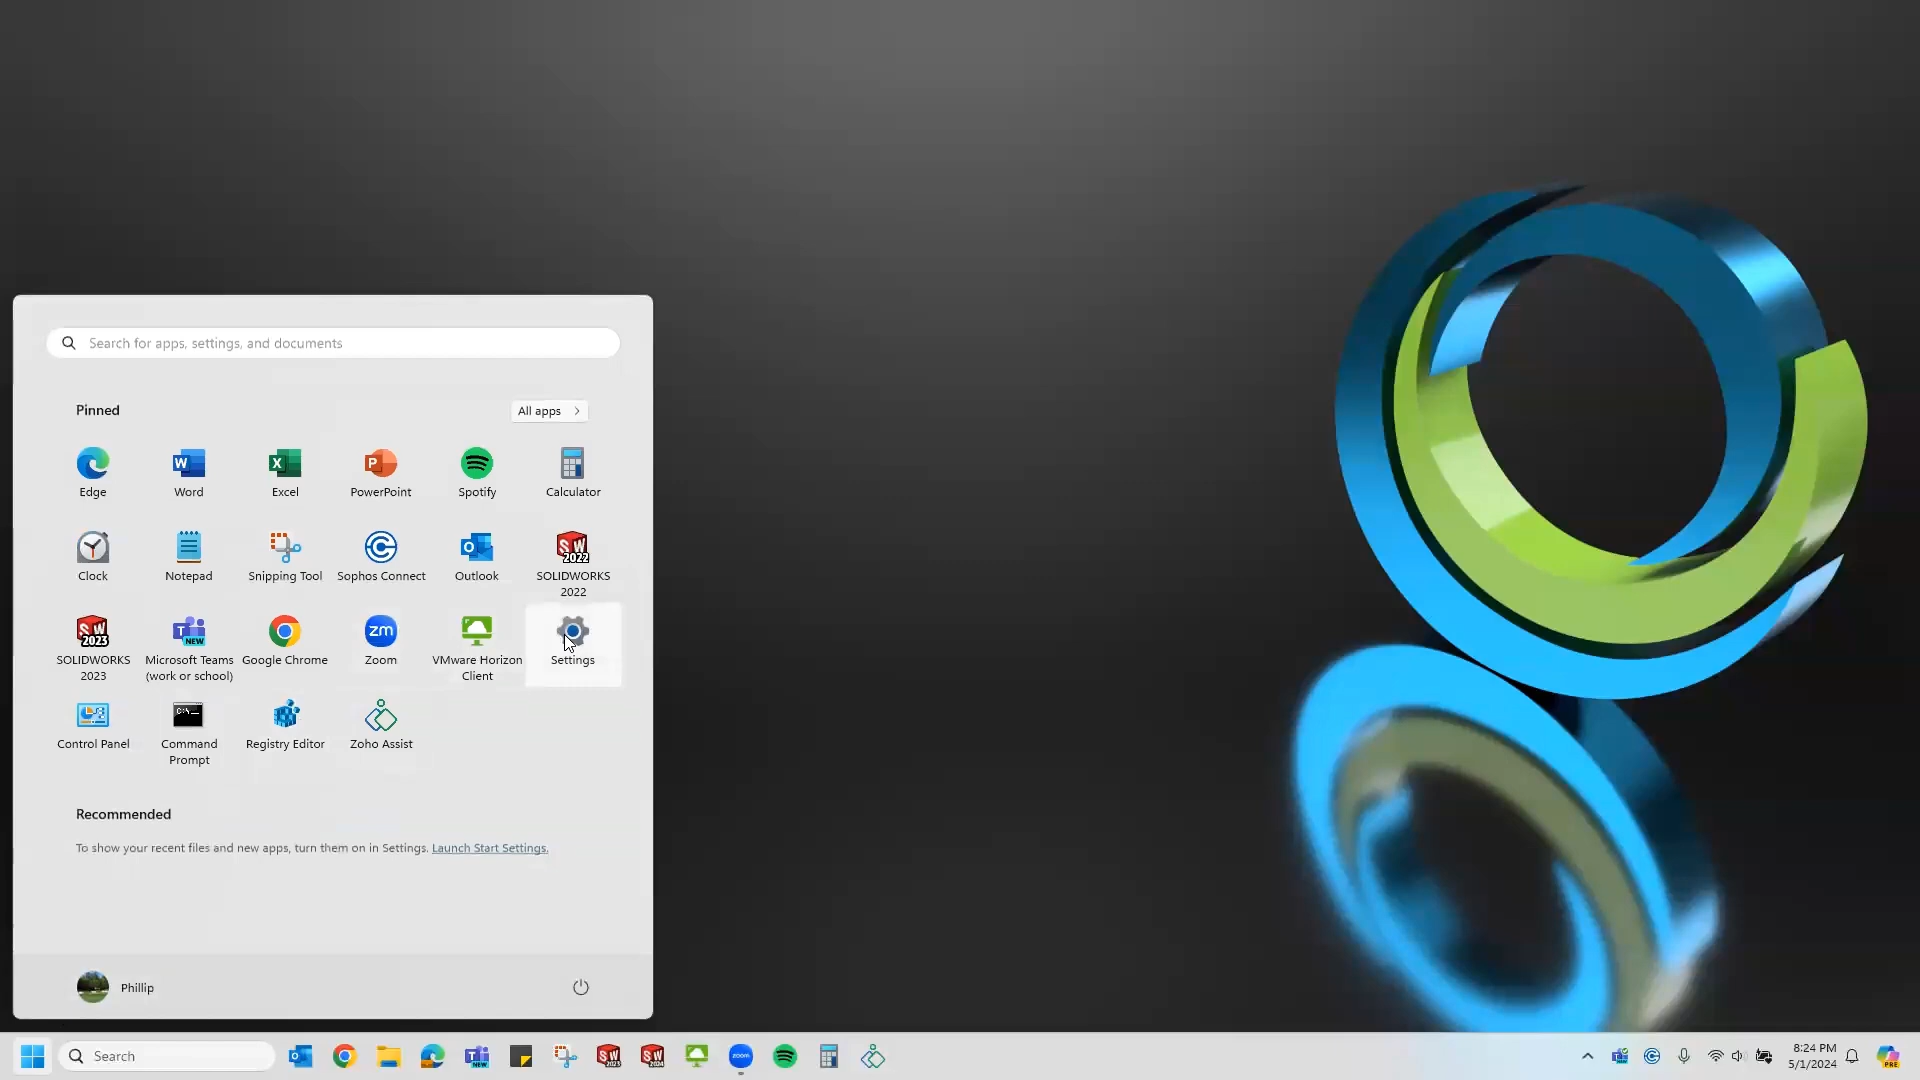 Search for apps, settings, and documents
Pinned
All apps
Edge
Word
Excel
PowerPoint
Spotify
Calculator
Clock
Notepad
Snipping Tool
Sophos Connect
Outlook
SOLIDWORKS
2022
SOLIDWORKS
2023
Microsoft Teams
(work or school)
Google Chrome
Zoom
VMware Horizon
Client
Settings
Control Panel
Command
Prompt
Registry Editor
Zoho Assist
Recommended
To show your recent files and new apps, turn them on in Settings. Launch Start Settings.
Phillip
Search
8:24 PM
5/1/2024